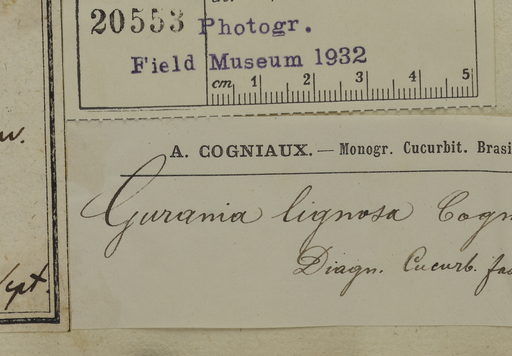 20553 Photogr.
Field Museum 1932
cm 1 2 3 4 5
A. COGNIAUX. — Monogr. Cucurbit. Brasi
Gurania lignosa Cogn
Diagn. Cucurb. fas